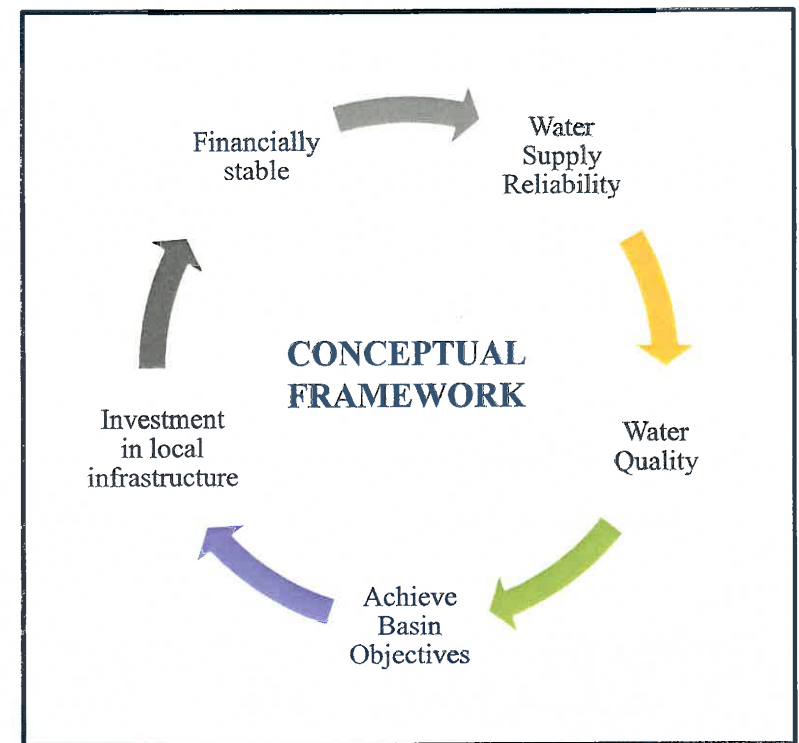 Financially
stable
Water
Supply
Reliability
CONCEPTUAL
FRAMEWORK
Water
Quality
Achieve
Basin
Objectives
Investment
in local
infrastructure